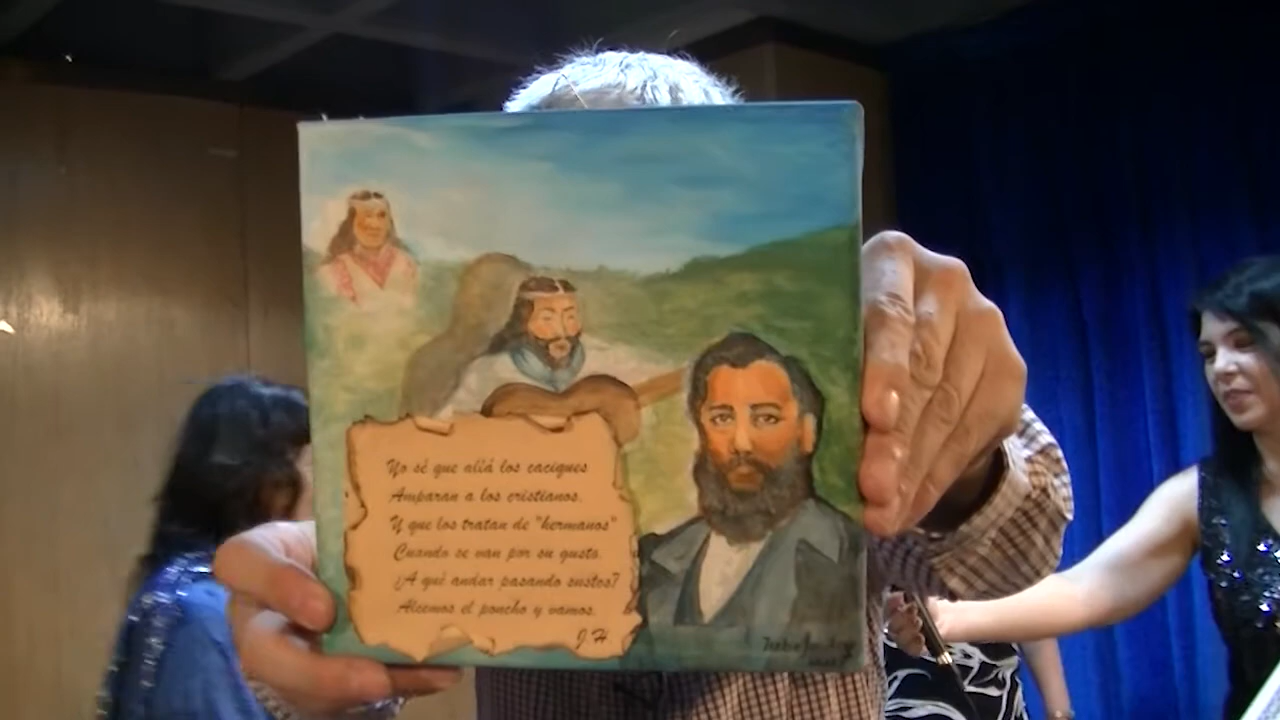 Yo sé que allá los caciques
Amparan a los cristianos.
Y que los tratan de "hermanos"
Cuando se van por su gusto
¿A qué andar pasando sustos?
Alcemos el poncho y vamos.
J.H.